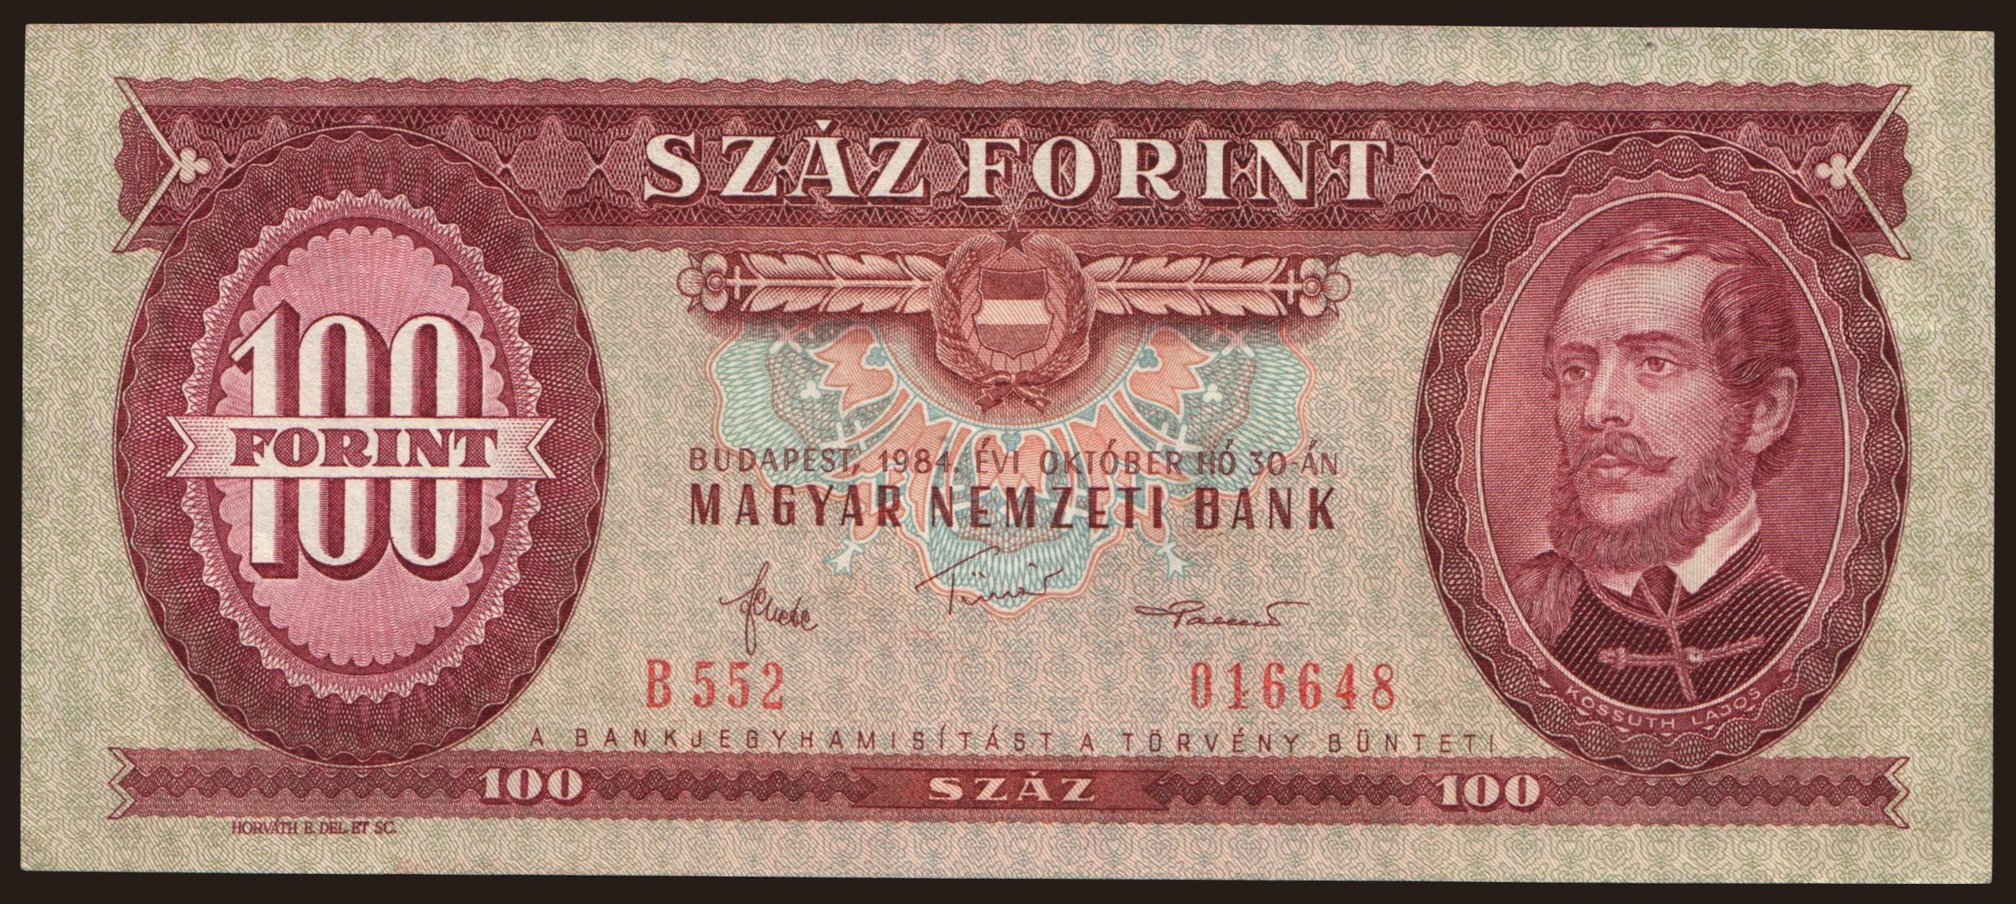 SZÁZ FORINT
100
FORINT
100
BUDAPEST, 1984. ÉVI OKTÓBER HÓ 30-ÁN
MAGYAR NEMZETI BANK
B 552 016648
KOSSUTH LAJOS
A BANKJEGYHAMISÍTÁST A TÖRVÉNY BÜNTETI
100 SZÁZ 100
HORVÁTH E. DEL. ET SC.